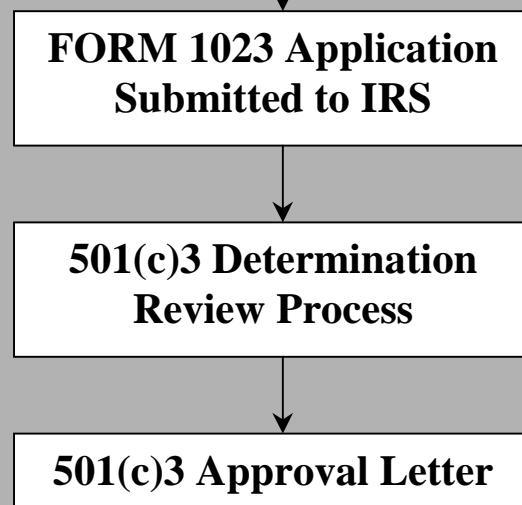 FORM 1023 Application
Submitted to IRS
501(c)3 Determination
Review Process
501(c)3 Approval Letter